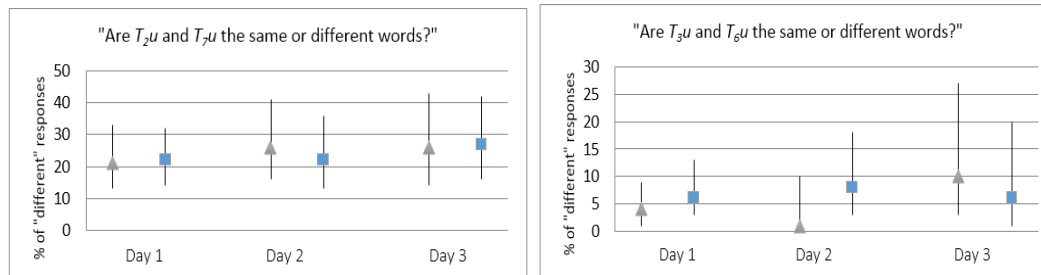 "Are T₂u and T₇u the same or different words?"
% of "different" responses
50
40
30
20
10
0
Day 1 Day 2 Day 3
"Are T₃u and T₆u the same or different words?"
% of "different" responses
30
25
20
15
10
5
0
Day 1 Day 2 Day 3